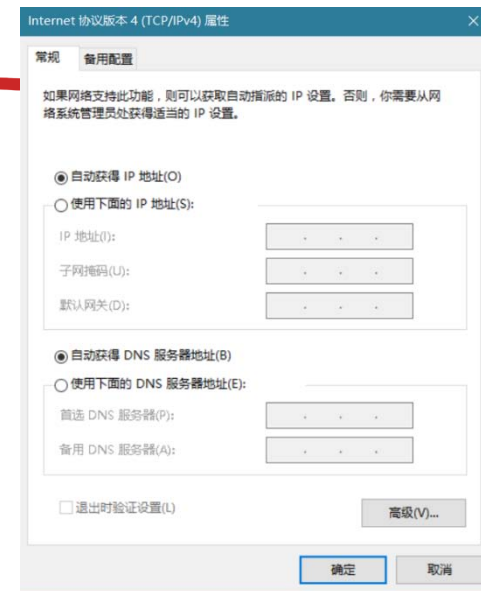 Internet 协议版本 4 (TCP/IPv4) 属性
常规 备用配置
如果网络支持此功能，则可以获取自动指派的 IP 设置。否则，你需要从网
络系统管理员处获得适当的 IP 设置。
自动获得 IP 地址(O)
使用下面的 IP 地址(S):
IP 地址(I):
子网掩码(U):
默认网关(D):
自动获得 DNS 服务器地址(B)
使用下面的 DNS 服务器地址(E):
首选 DNS 服务器(P):
备用 DNS 服务器(A):
退出时验证设置(L)
高级(V)...
确定 取消